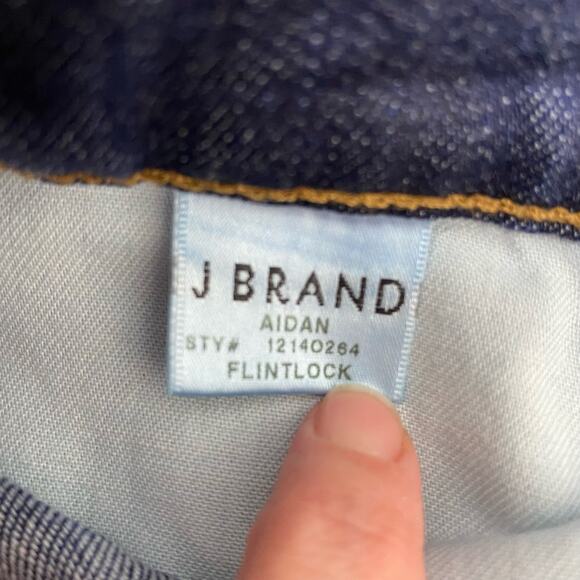 J BRAND
AIDAN
STY# 12140264
FLINTLOCK